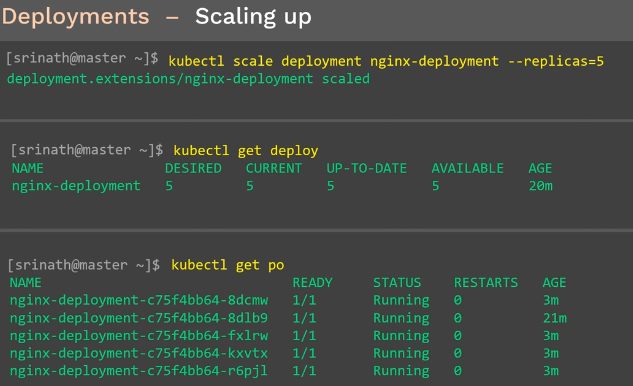 Deployments – Scaling up
[srinath@master ~]$ kubectl scale deployment nginx-deployment --replicas=5
deployment.extensions/nginx-deployment scaled
[srinath@master ~]$ kubectl get deploy
NAME DESIRED CURRENT UP-TO-DATE AVAILABLE AGE
nginx-deployment 5 5 5 5 20m
[srinath@master ~]$ kubectl get po
NAME READY STATUS RESTARTS AGE
nginx-deployment-c75f4bb64-8dcmw 1/1 Running 0 3m
nginx-deployment-c75f4bb64-8dlb9 1/1 Running 0 21m
nginx-deployment-c75f4bb64-fxlrw 1/1 Running 0 3m
nginx-deployment-c75f4bb64-kxvtx 1/1 Running 0 3m
nginx-deployment-c75f4bb64-r6pjl 1/1 Running 0 3m